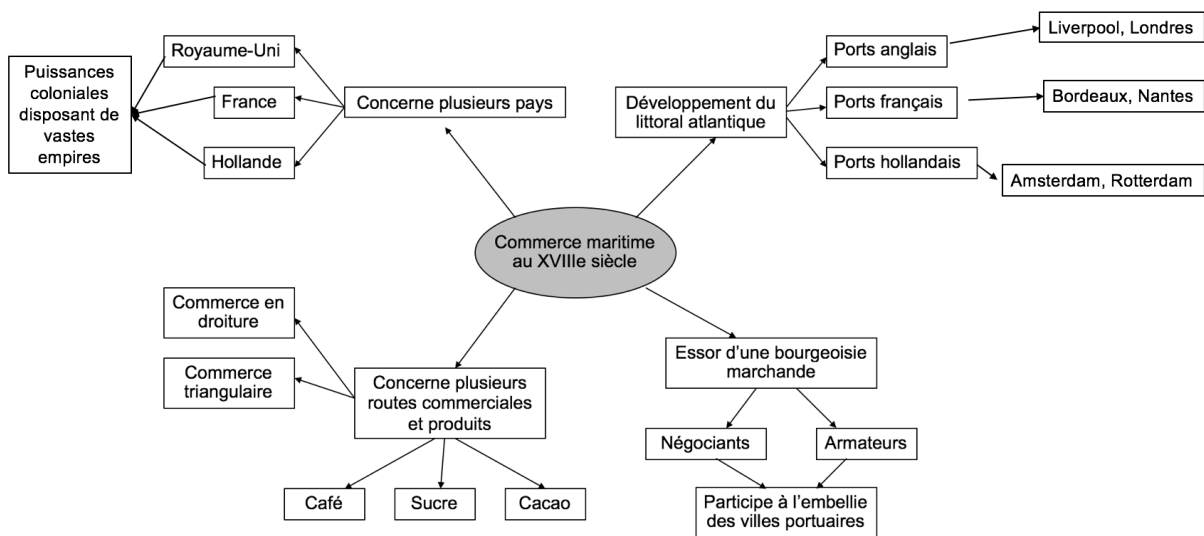 Puissances
coloniales
disposant de
vastes
empires
Royaume-Uni
France
Hollande
Concerne plusieurs pays
Développement du
littoral atlantique
Ports anglais
Ports français
Ports hollandais
Liverpool, Londres
Bordeaux, Nantes
Amsterdam, Rotterdam
Commerce maritime
au XVIIIe siècle
Commerce en
droiture
Commerce
triangulaire
Concerne plusieurs
routes commerciales
et produits
Café
Sucre
Cacao
Essor d’une bourgeoisie
marchande
Négociants
Armateurs
Participe à l’embellie
des villes portuaires